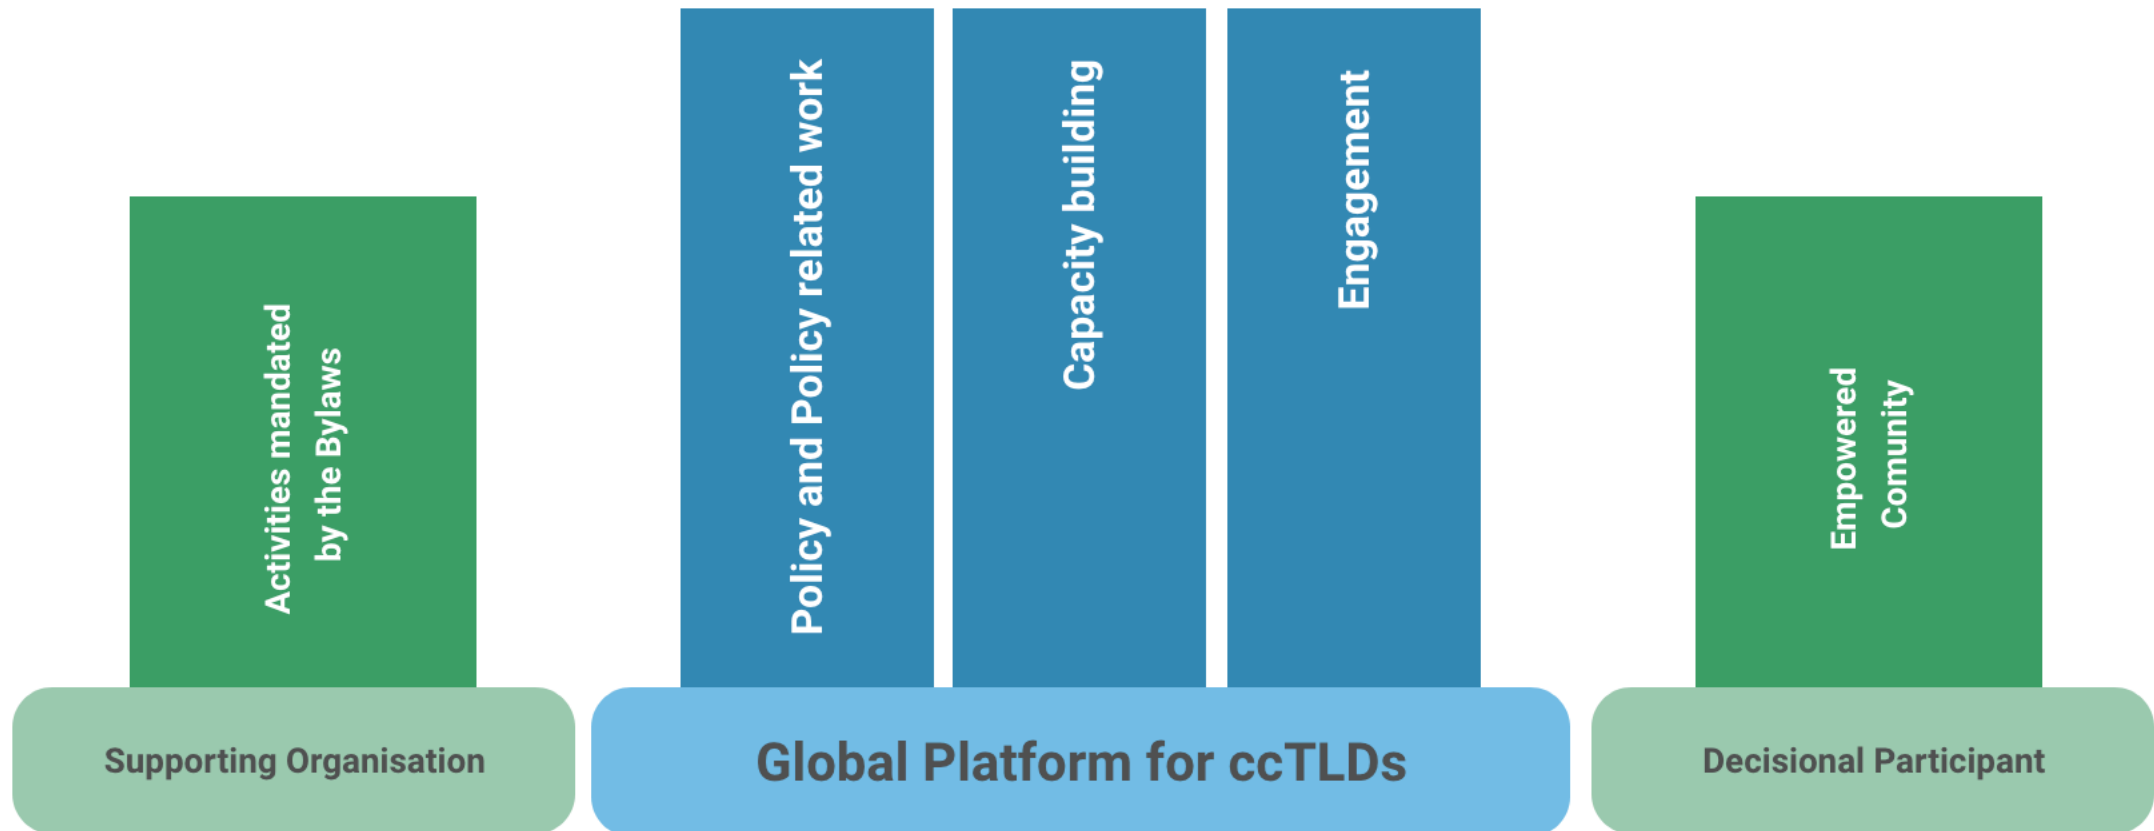 Activities mandated
by the Bylaws
Policy and Policy related work
Capacity building
Engagement
Empowered
Comunity
Supporting Organisation
Global Platform for ccTLDs
Decisional Participant